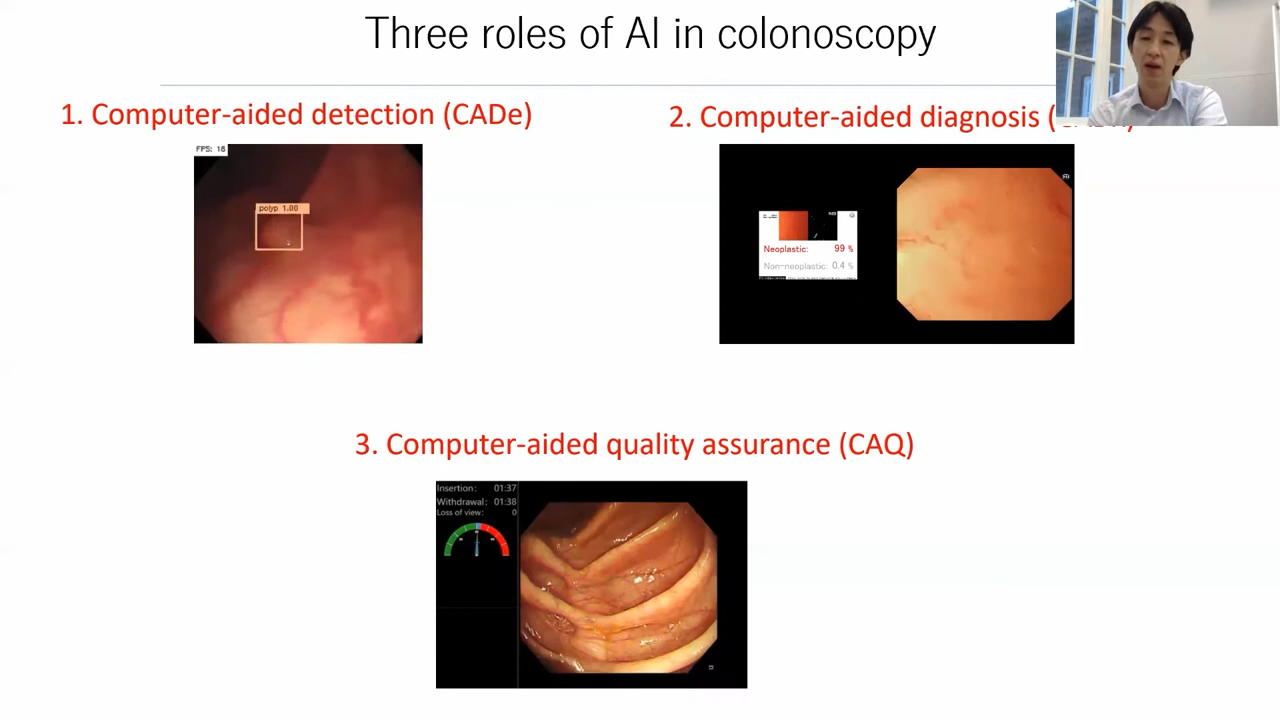 Three roles of AI in colonoscopy
1. Computer-aided detection (CADe)
2. Computer-aided diagnosis
FPS: 18
polyp 1.00
Neoplastic: 99 %
Non-neoplastic: 0.4 %
3. Computer-aided quality assurance (CAQ)
Insertion: 01:37
Withdrawal: 01:38
Loss of view: 0